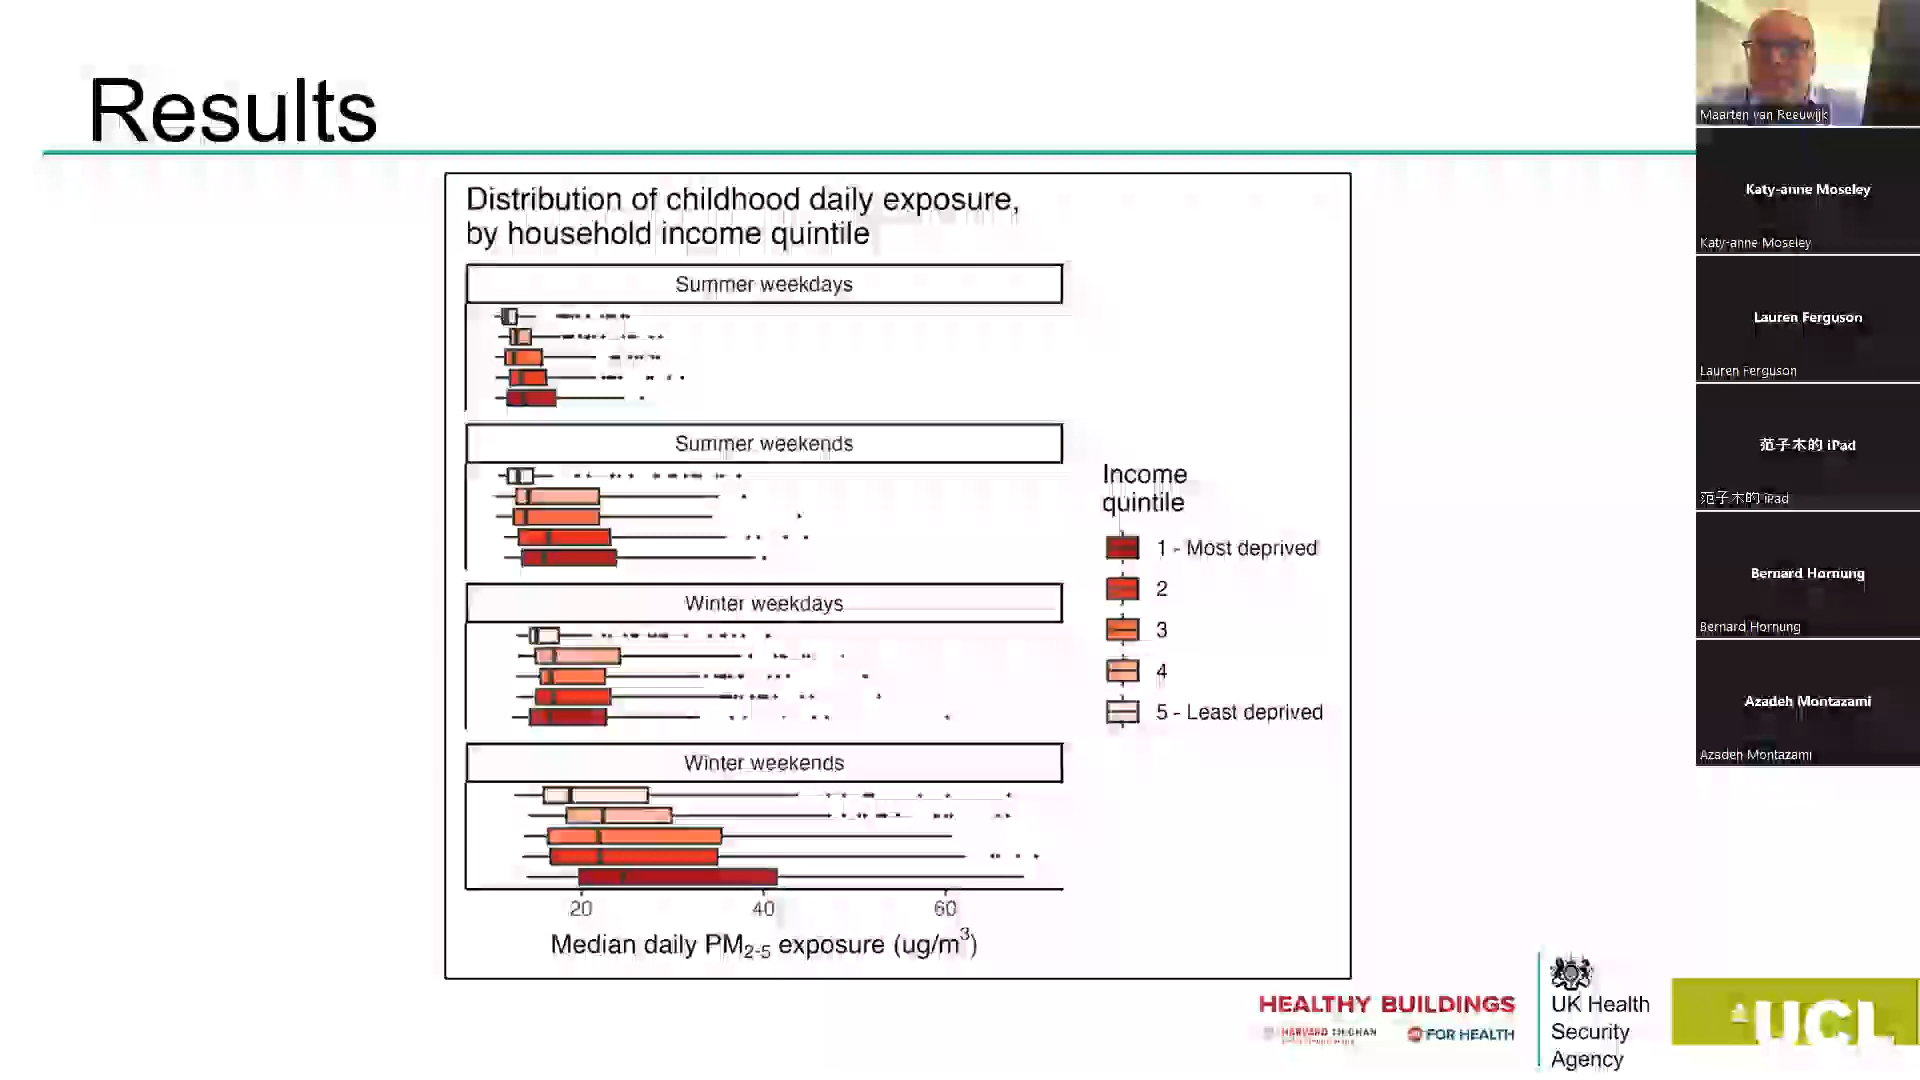 Results
Distribution of childhood daily exposure,
by household income quintile
Summer weekdays
Summer weekends
Winter weekdays
Winter weekends
20 40 60
Median daily PM2-5 exposure (ug/m3)
Income
quintile
1 - Most deprived
2
3
4
5 - Least deprived
HEALTHY BUILDINGS
FOR HEALTH
UK Health
Security
Agency
UCL
Maarten van Reeuwijk
Katy-anne Moseley
Katy-anne Moseley
Lauren Ferguson
Lauren Ferguson
范子木的 iPad
范子木的 iPad
Bernard Hornung
Bernard Hornung
Azadeh Montazami
Azadeh Montazami